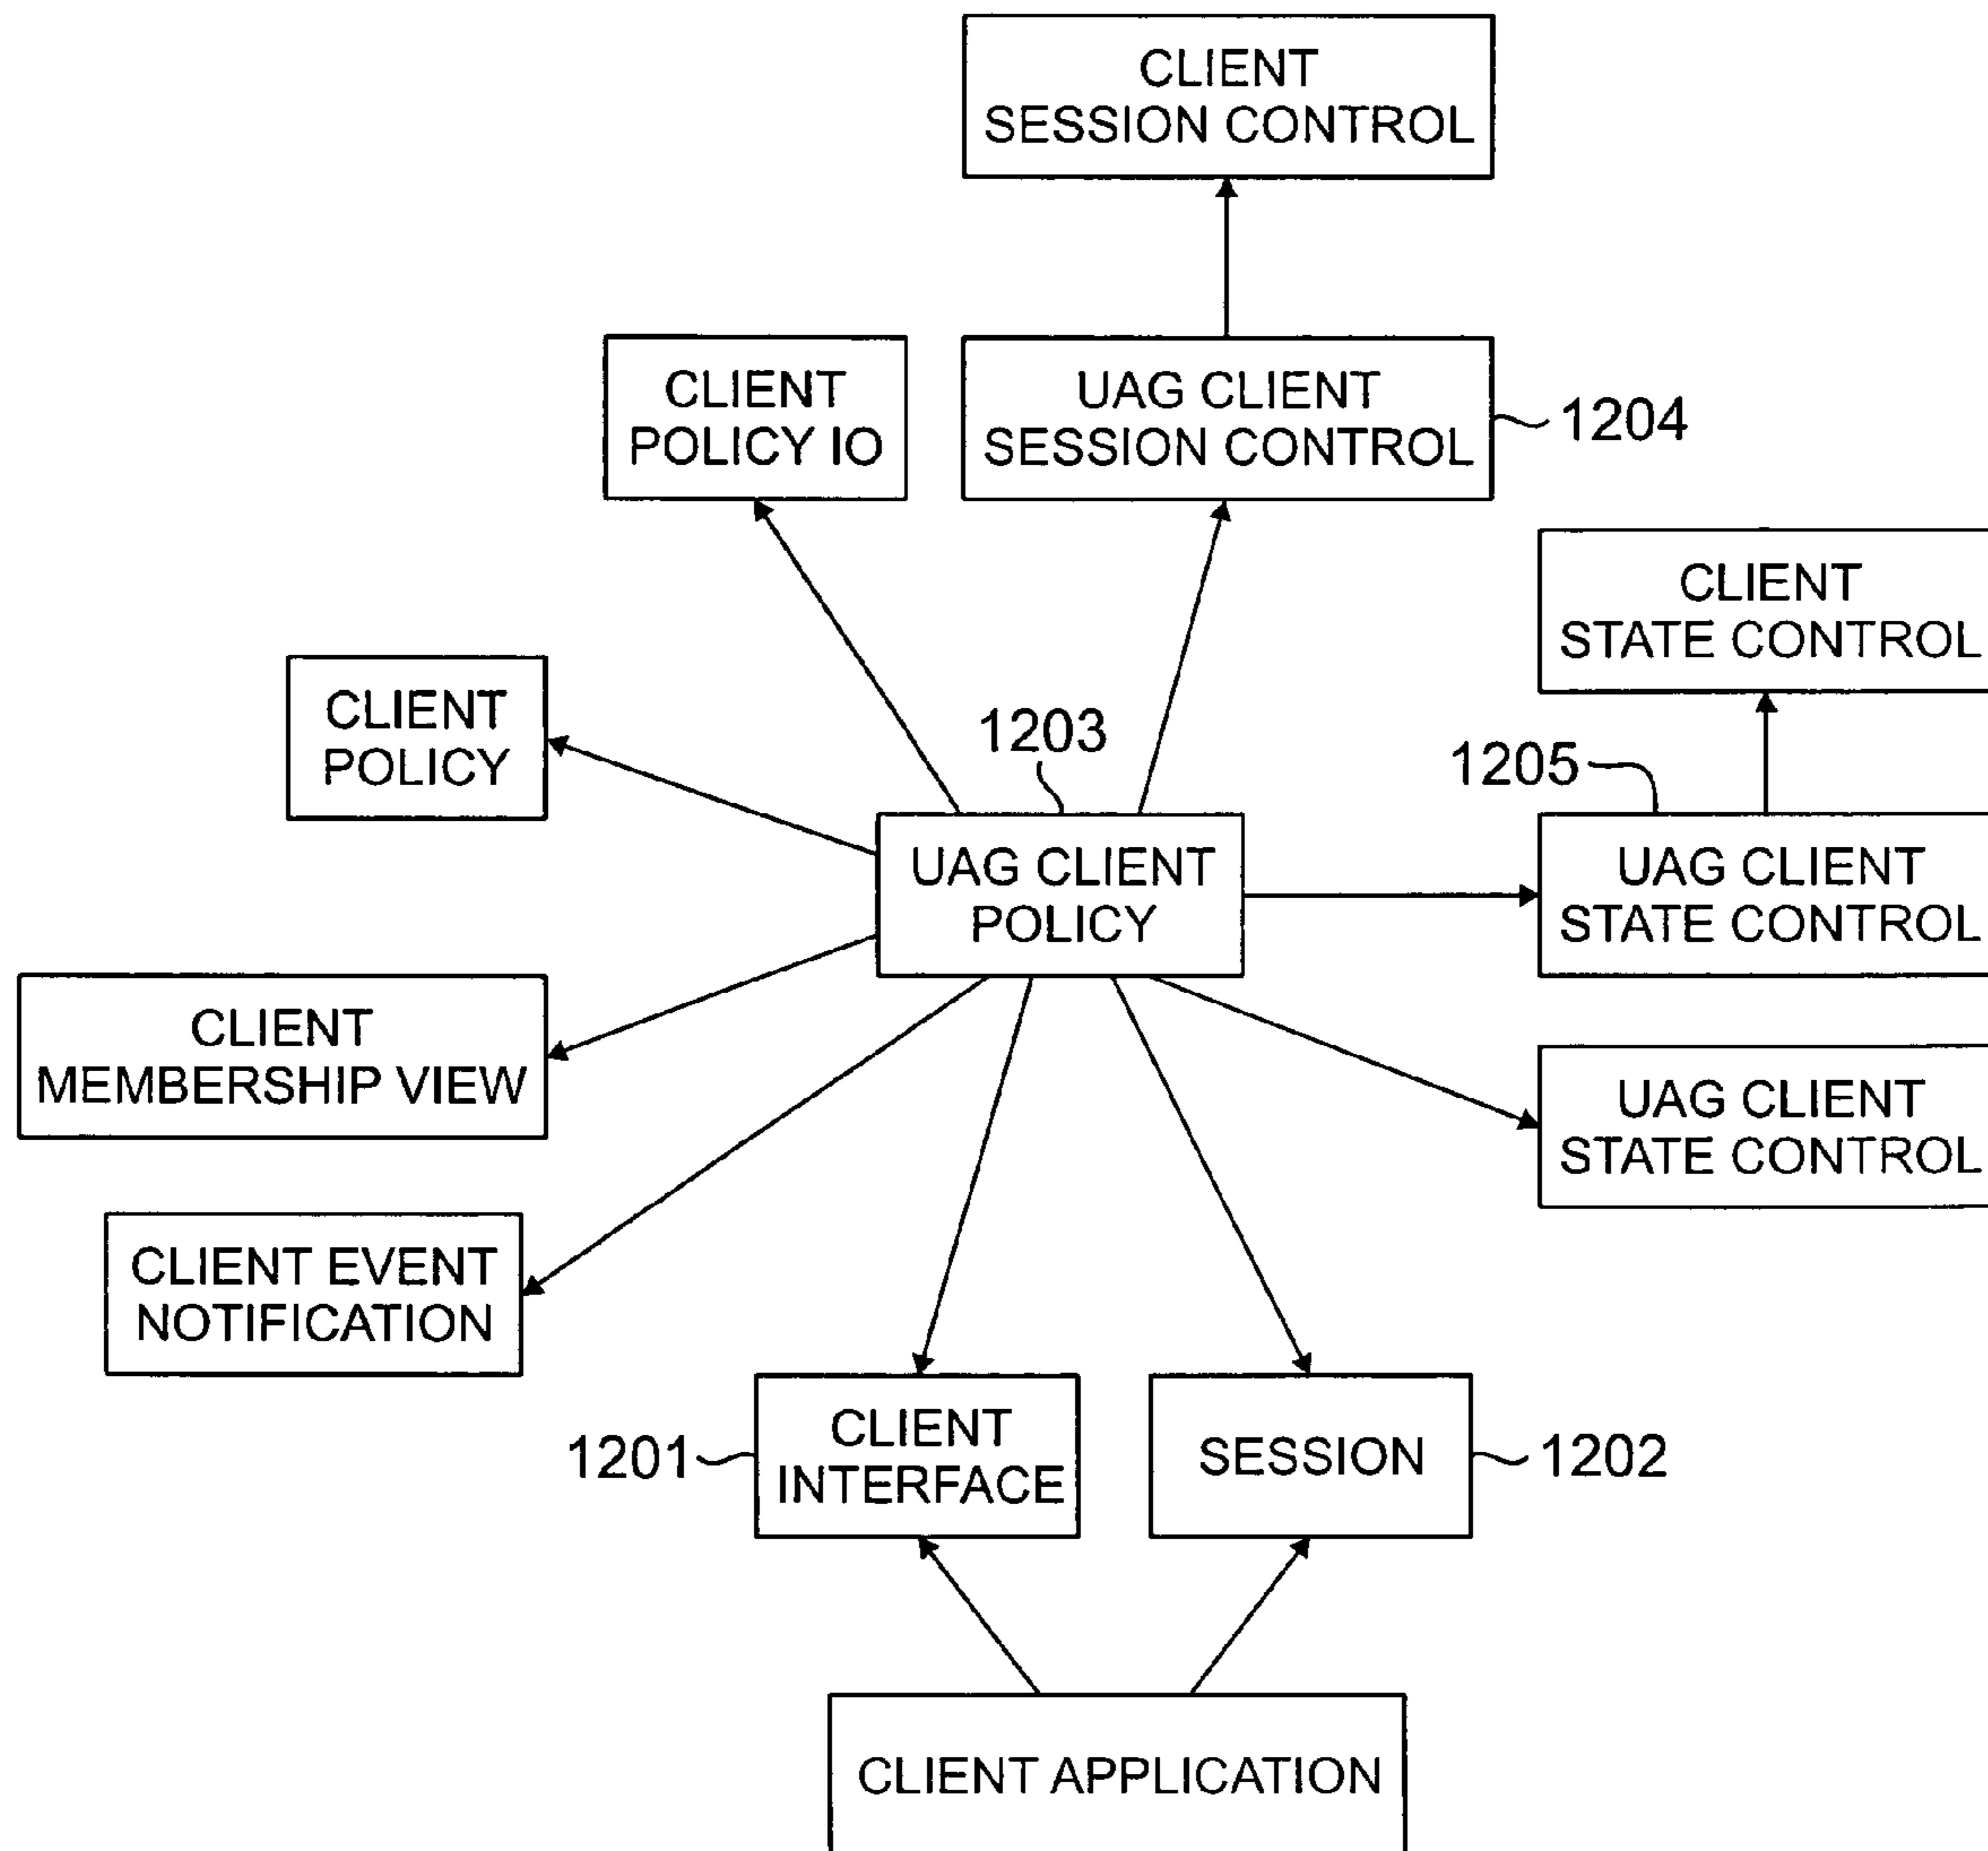 CLIENT
SESSION CONTROL
CLIENT
POLICY IO
UAG CLIENT
SESSION CONTROL
1204
CLIENT
STATE CONTROL
CLIENT
POLICY
1203
1205
UAG CLIENT
POLICY
UAG CLIENT
STATE CONTROL
CLIENT
MEMBERSHIP VIEW
UAG CLIENT
STATE CONTROL
CLIENT EVENT
NOTIFICATION
1201
CLIENT
INTERFACE
SESSION
1202
CLIENT APPLICATION